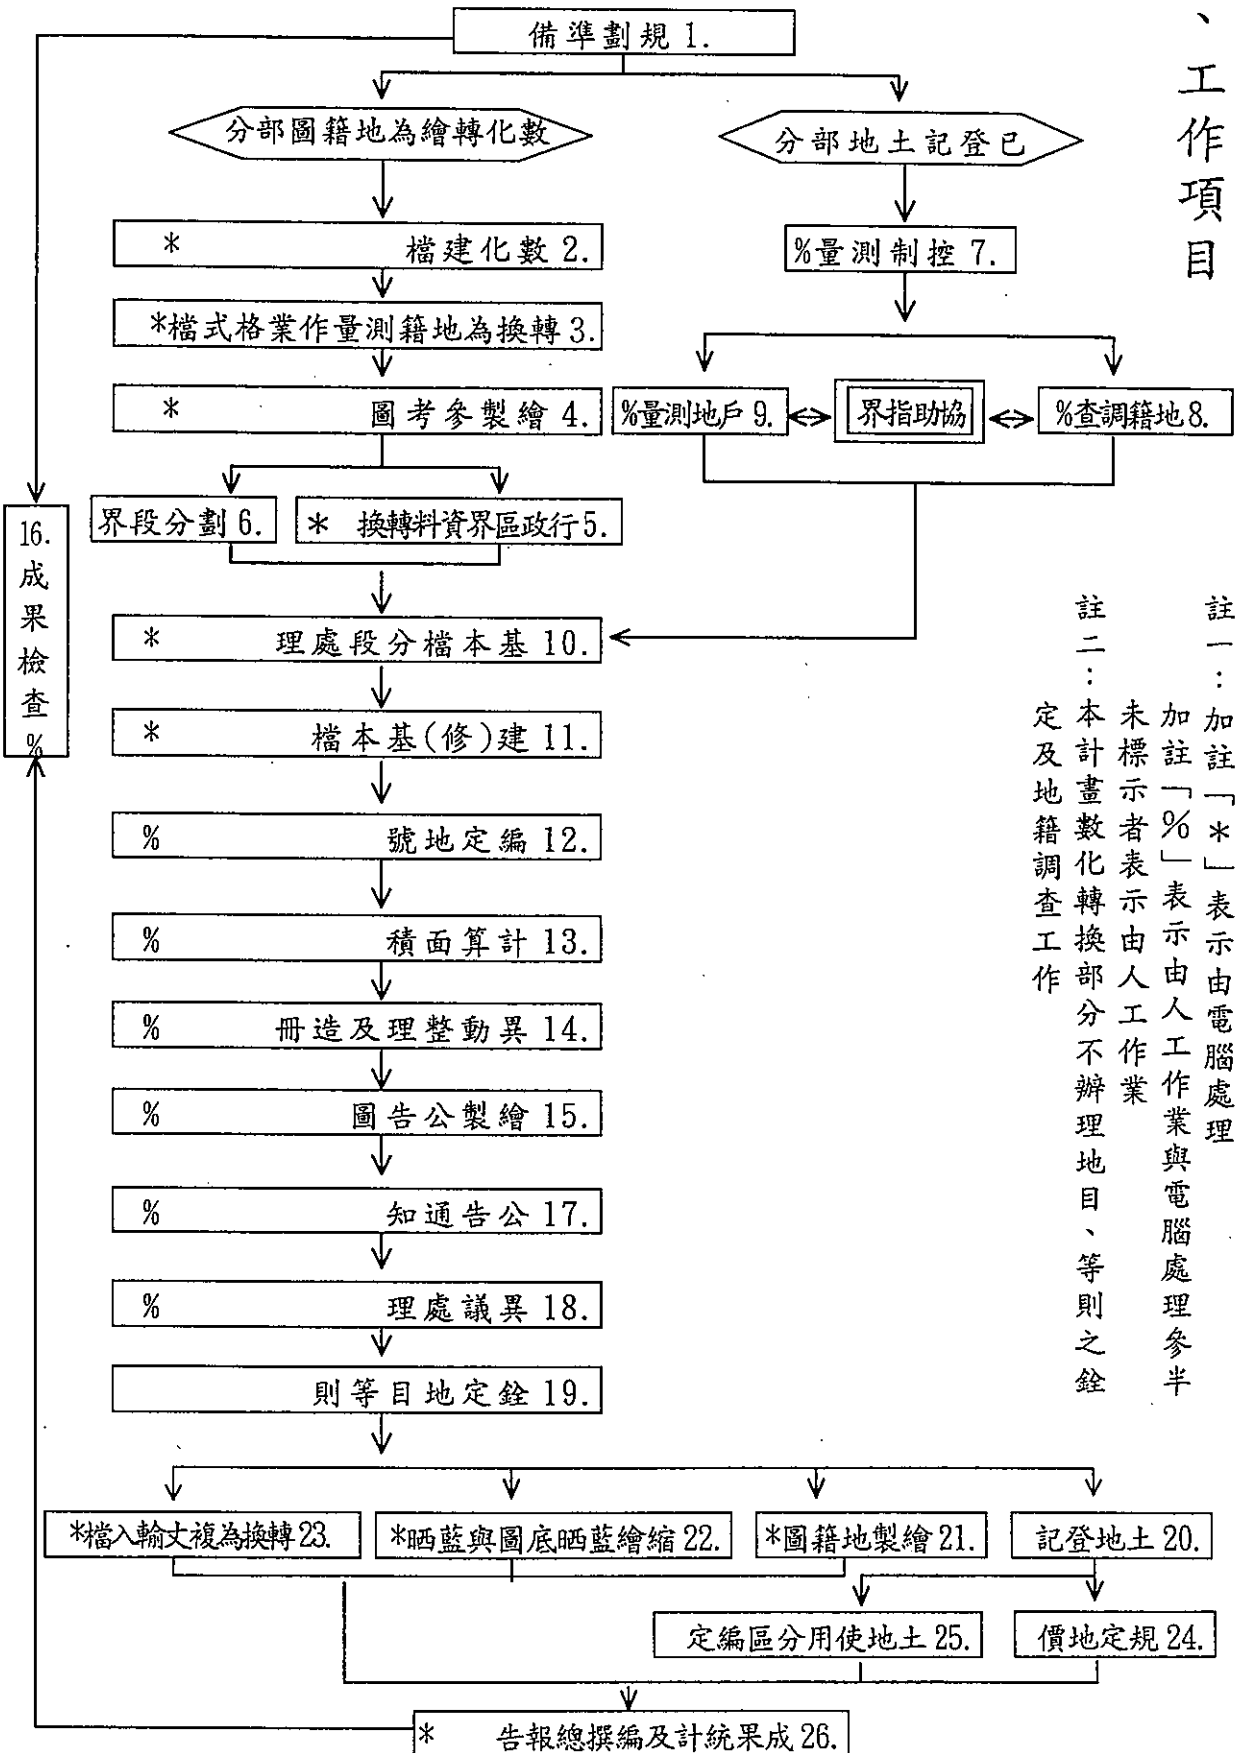 、工作項目
1. 規劃準備
已登記土地部分
數化轉繪為地籍圖部分
2. 數化建檔 *
3. 轉換為地籍測量作業格式檔*
4. 繪製參考圖 *
7. 控制測量%
8. 地籍調查%
協助指界
9. 戶地測量%
5. 行政區界資料轉換 *
6. 劃分段界
10. 基本檔分段處理 *
11. 建(修)基本檔 *
12. 編定地號 %
13. 計算面積 %
14. 異動整理及造冊 %
15. 繪製公告圖 %
16. 成果檢查%
17. 公告通知 %
18. 異議處理 %
19. 銓定地目等則
20. 土地登記
21. 繪製地籍圖*
22. 縮繪藍晒底圖與藍晒*
23. 轉換為複丈輸入檔*
24. 規定地價
25. 土地使用分區編定
26. 成果統計及編撰總報告 *
註一：加註「*」表示由電腦處理
加註「%」表示由人工作業與電腦處理參半
未標示者表示由人工作業
註二：本計畫數化轉換部分不辦理地目、等則之銓
定及地籍調查工作